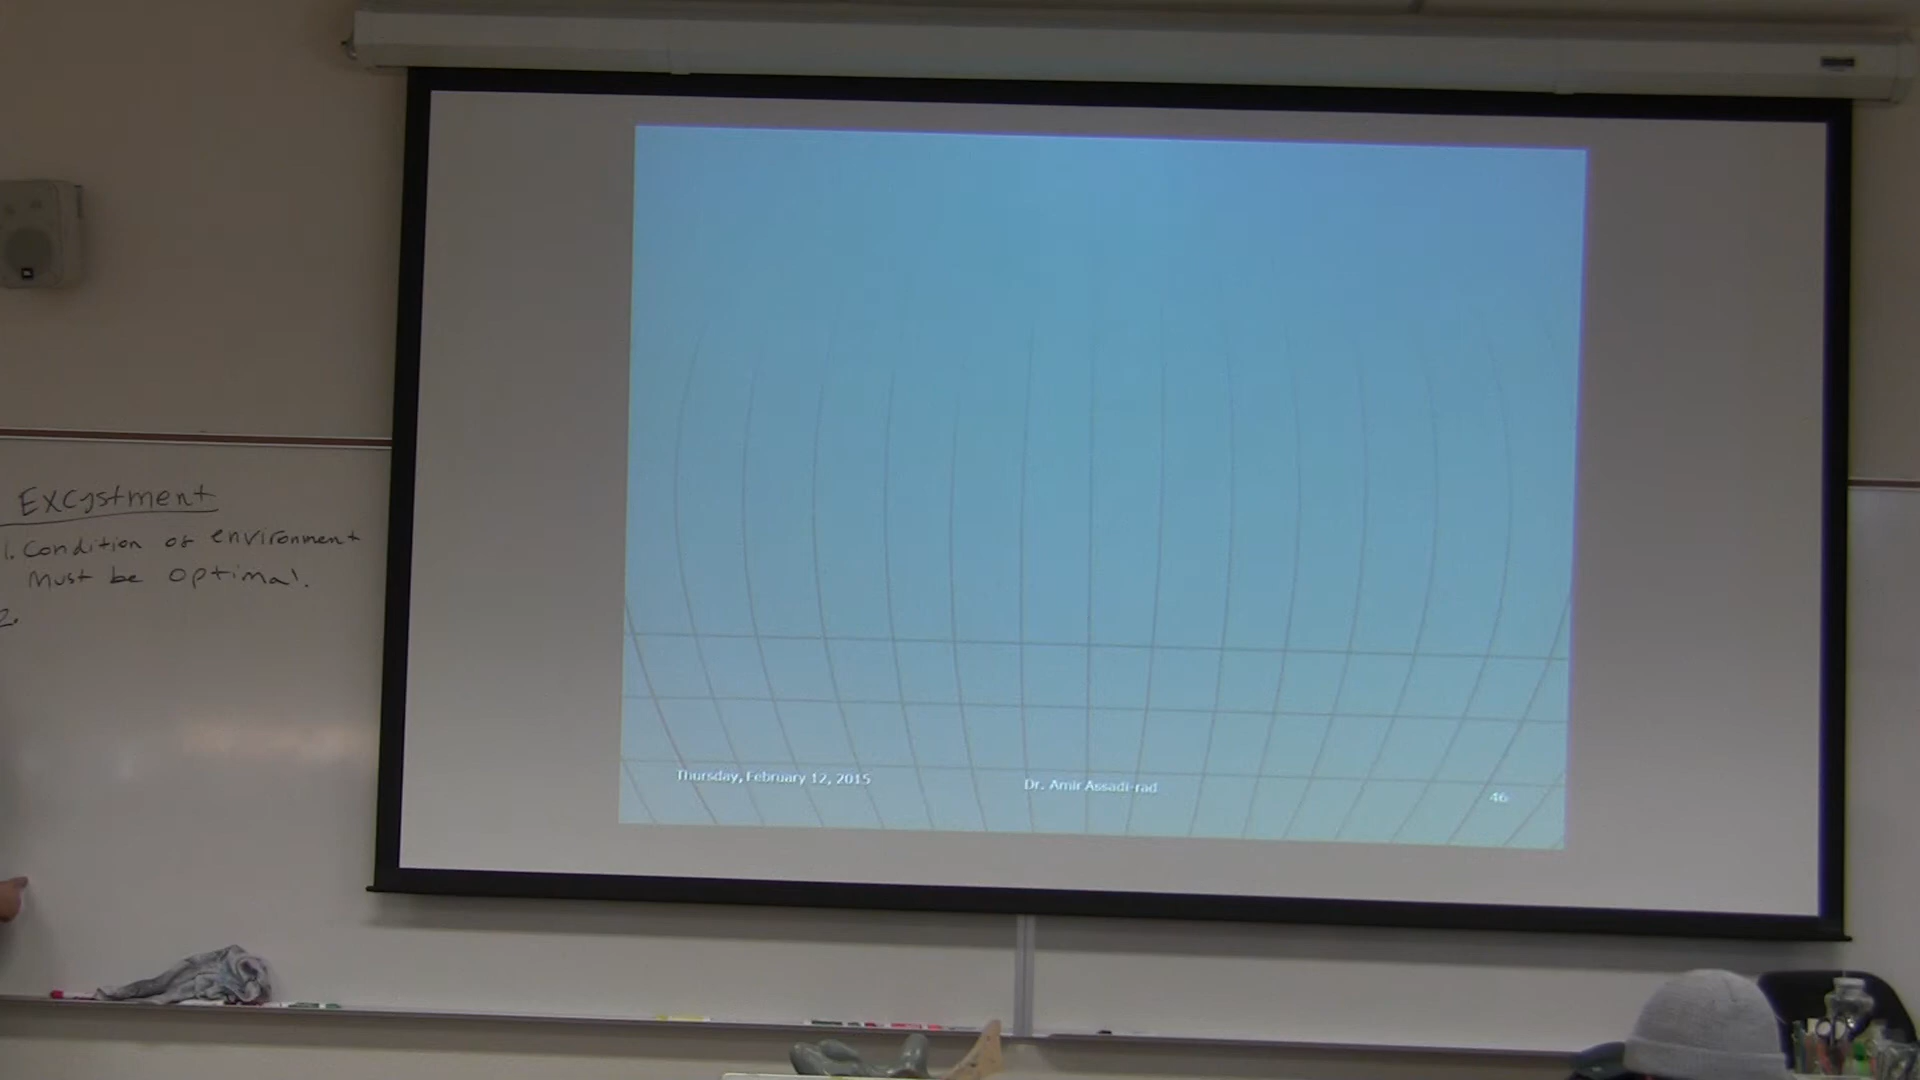 Excystment
1. Condition of environment
must be optimal.
2.
Thursday, February 12, 2015
Dr. Amir Assadi-rad
46